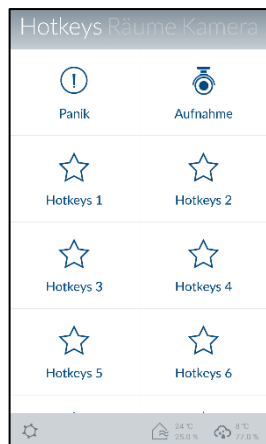 Hotkeys Räume Kamera
Panik
Aufnahme
Hotkeys 1
Hotkeys 2
Hotkeys 3
Hotkeys 4
Hotkeys 5
Hotkeys 6
24 °C
25.0 %
8 °C
77.0 %